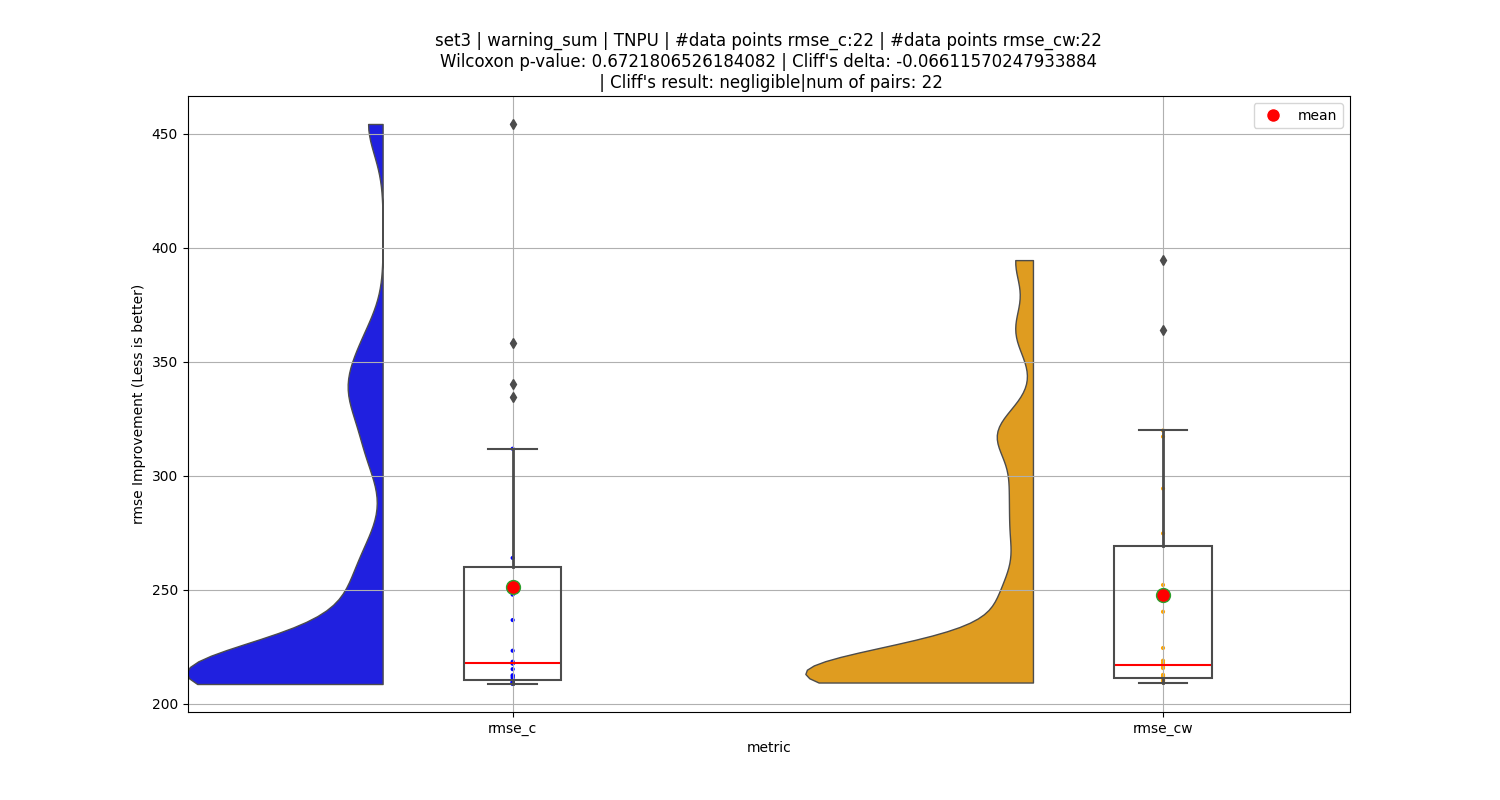 set3 | warning_sum | TNPU | #data points rmse_c:22 | #data points rmse_cw:22
Wilcoxon p-value: 0.6721806526184082 | Cliff's delta: -0.06611570247933884
| Cliff's result: negligible|num of pairs: 22
mean
450
400
350
300
250
200
rmse Improvement (Less is better)
rmse_c
rmse_cw
metric